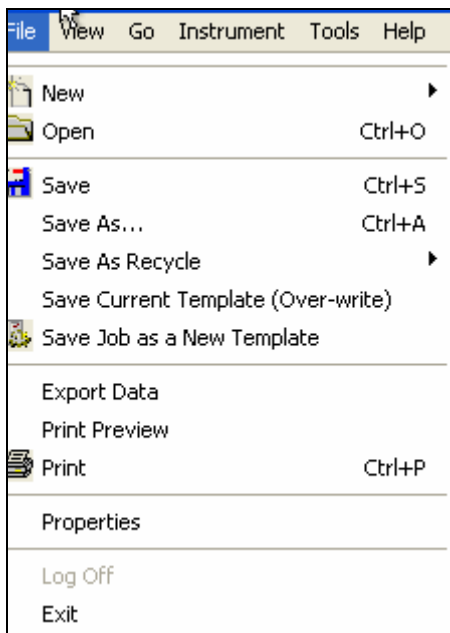 File View Go Instrument Tools Help
New
Open Ctrl+O
Save Ctrl+S
Save As... Ctrl+A
Save As Recycle
Save Current Template (Over-write)
Save Job as a New Template
Export Data
Print Preview
Print Ctrl+P
Properties
Log Off
Exit